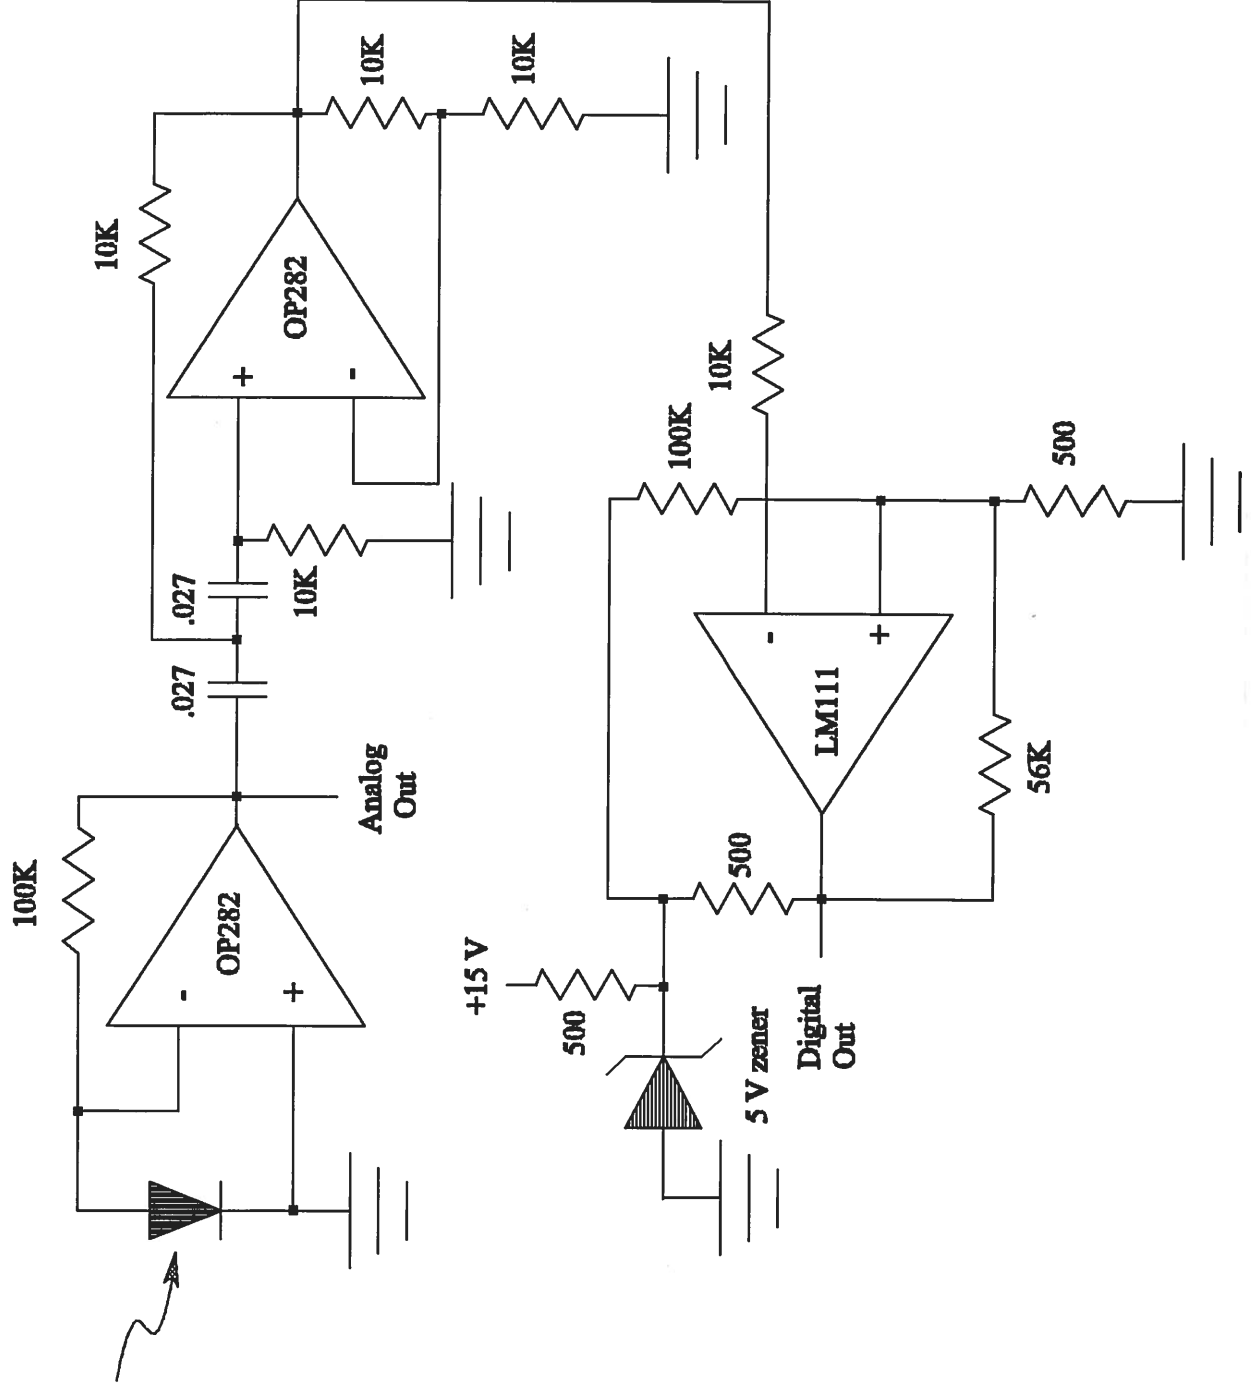 100K
-
+
OP282
Analog
Out
.027
.027
10K
10K
+
-
OP282
10K
10K
+15 V
500
5 V zener
500
Digital
Out
LM111
-
+
100K
10K
56K
500